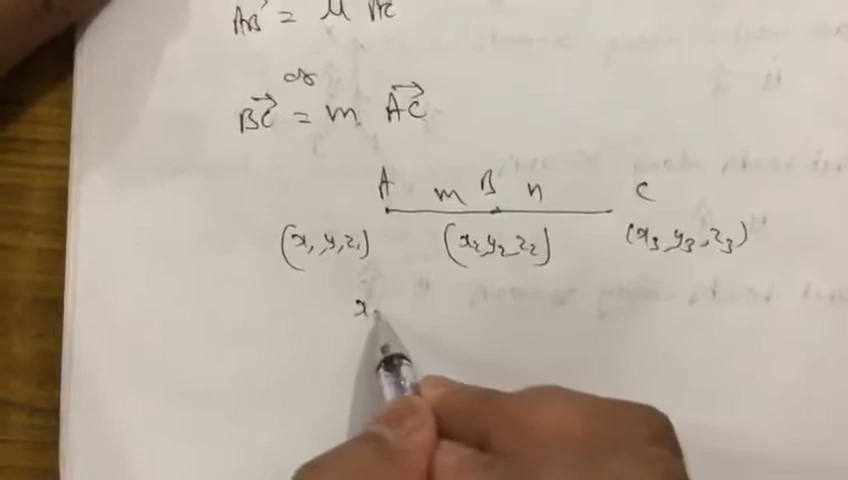 AB = μ AC
or
BC = m AC
A m B n C
(x₁, y₁, z₁) (x₂, y₂, z₂) (x₃, y₃, z₃)
x